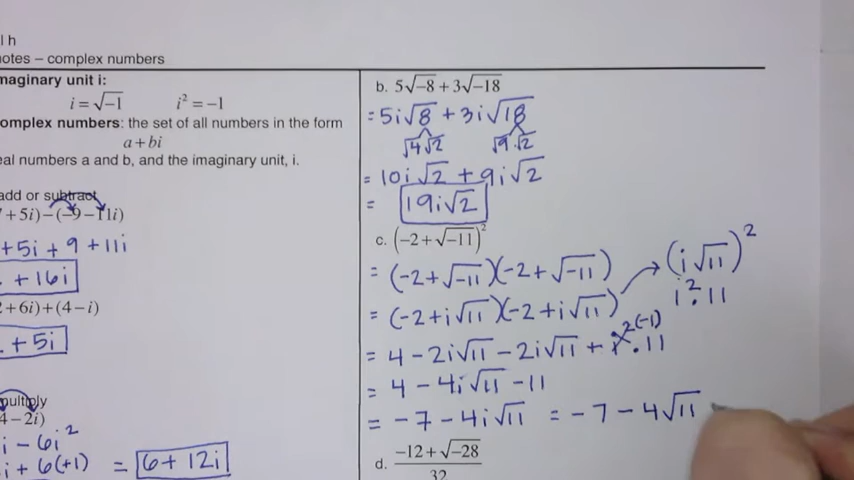 l h
notes – complex numbers
imaginary unit i:
i = √-1 i² = -1
complex numbers: the set of all numbers in the form
a + bi
real numbers a and b, and the imaginary unit, i.
add or subtract
7 + 5i) – (–9 – 11i)
+ 5i + 9 + 11i
+ 16i
2 + 6i) + (4 – i)
+ 5i
multiply
4 – 2i)
i - 6i²
i + 6(+1) = 6 + 12i
b. 5√-8 + 3√-18
= 5i√8 + 3i√18
√4 √2 √9 · √2
= 10i√2 + 9i√2
= 19i√2
c. (-2 + √-11)²
= (-2 + √-11)(-2 + √-11)
(i√11)²
= (-2 + i√11)(-2 + i√11)
i² · 11
= 4 - 2i√11 - 2i√11 + i² · 11
(-1)
= 4 - 4i√11 - 11
= -7 - 4i√11 = -7 - 4√11
d. -12 + √-28
32